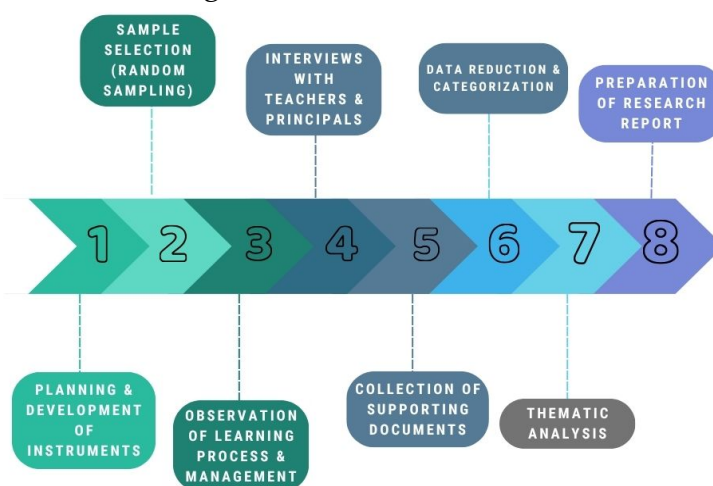 SAMPLE
SELECTION
(RANDOM
SAMPLING)
INTERVIEWS
WITH
TEACHERS &
PRINCIPALS
DATA REDUCTION &
CATEGORIZATION
PREPARATION
OF RESEARCH
REPORT
1 2 3 4 5 6 7 8
PLANNING &
DEVELOPMENT
OF
INSTRUMENTS
OBSERVATION
OF LEARNING
PROCESS &
MANAGEMENT
COLLECTION OF
SUPPORTING
DOCUMENTS
THEMATIC
ANALYSIS